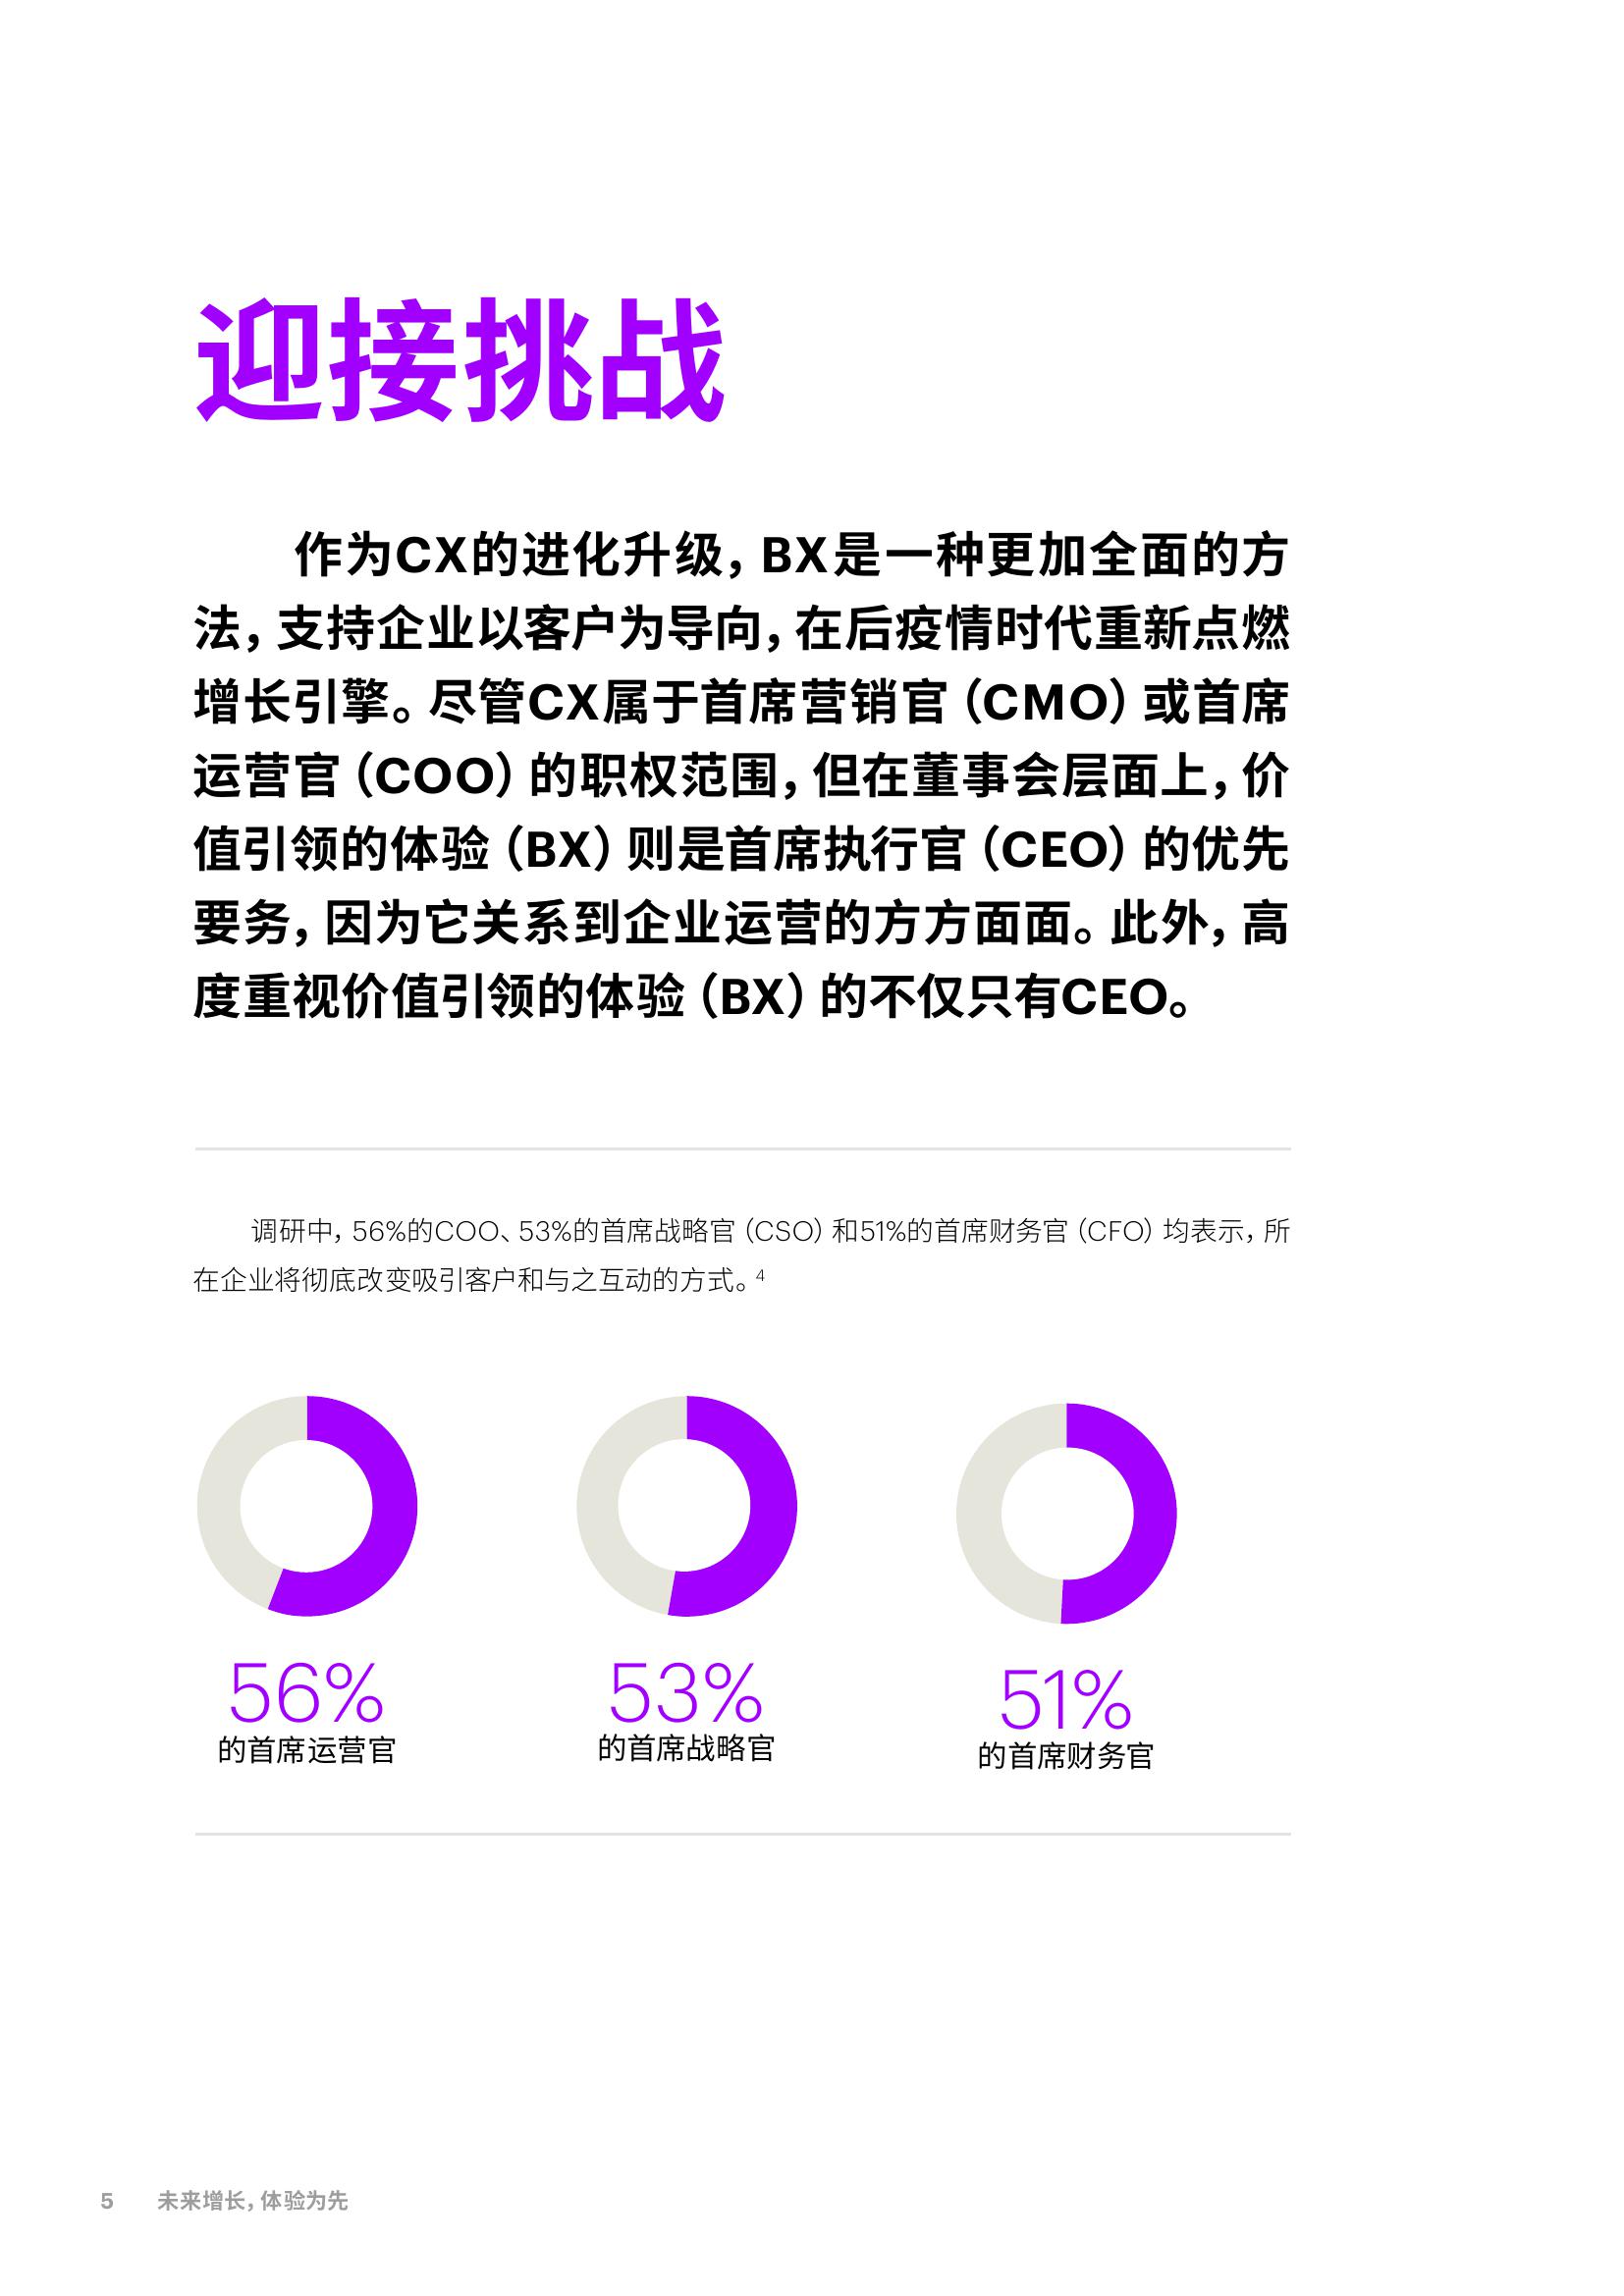 迎接挑战
作为CX的进化升级，BX是一种更加全面的方
法，支持企业以客户为导向，在后疫情时代重新点燃
增长引擎。尽管CX属于首席营销官（CMO）或首席
运营官（COO）的职权范围，但在董事会层面上，价
值引领的体验（BX）则是首席执行官（CEO）的优先
要务，因为它关系到企业运营的方方面面。此外，高
度重视价值引领的体验（BX）的不仅只有CEO。
调研中，56%的COO、53%的首席战略官（CSO）和51%的首席财务官（CFO）均表示，所
在企业将彻底改变吸引客户和与之互动的方式。4
56%
的首席运营官
53%
的首席战略官
51%
的首席财务官
5 未来增长，体验为先